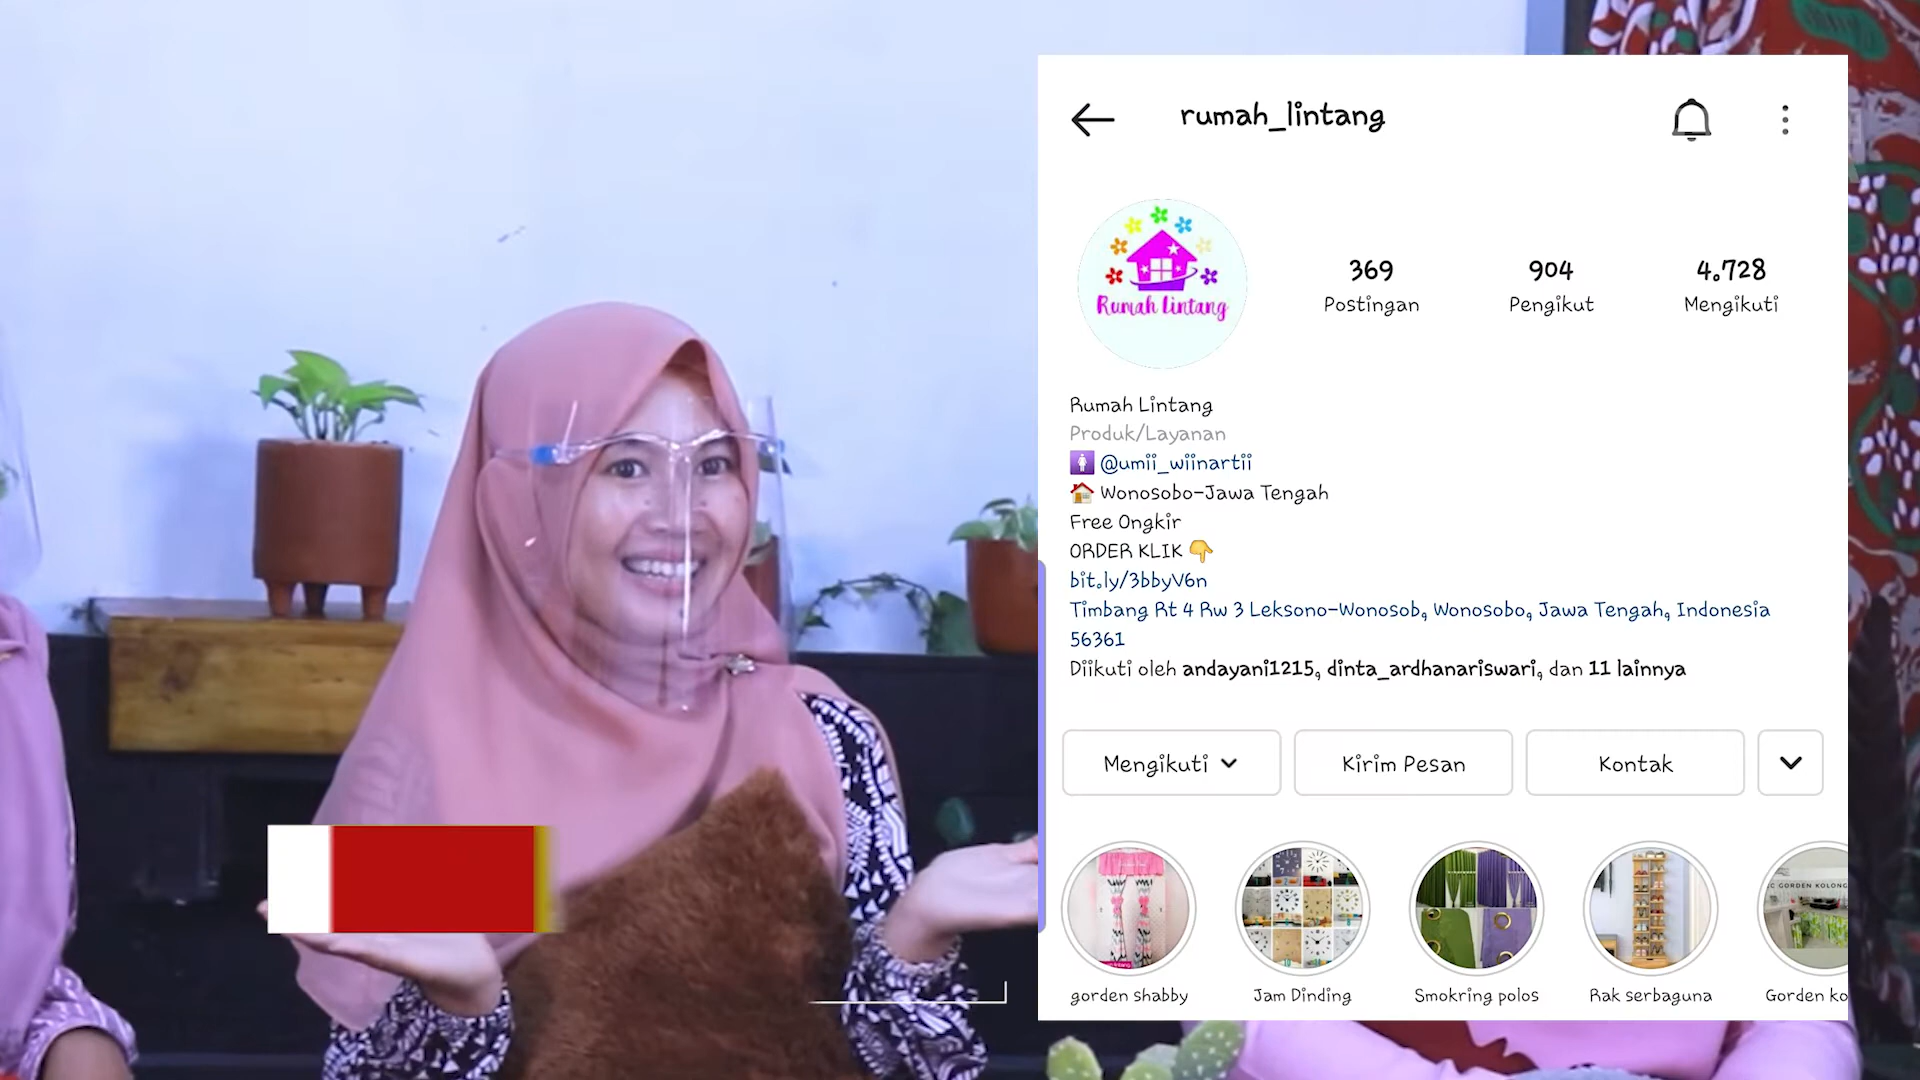 rumah_lintang
Rumah Lintang
369
Postingan
904
Pengikut
4.728
Mengikuti
Rumah Lintang
Produk/Layanan
@umii_wiinartii
Wonosobo-Jawa Tengah
Free Ongkir
ORDER KLIK
bit.ly/3bbyV6n
Timbang Rt 4 Rw 3 Leksono-Wonosob, Wonosobo, Jawa Tengah, Indonesia
56361
Diikuti oleh andayani1215, dinta_ardhanariswari, dan 11 lainnya
Mengikuti
Kirim Pesan
Kontak
GORDEN KOLONG
gorden shabby
Jam Dinding
Smokring polos
Rak serbaguna
Gorden ko